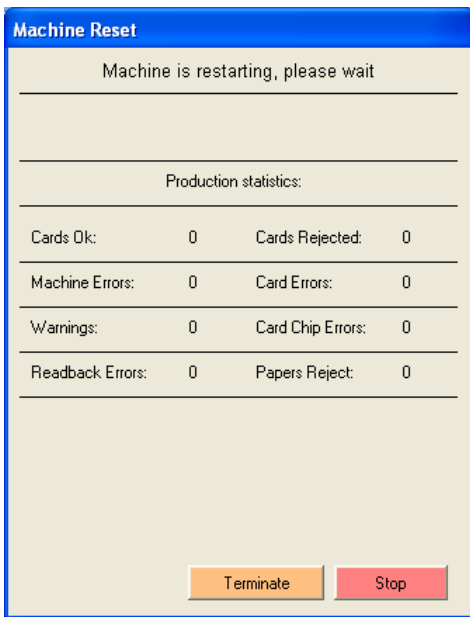 Machine Reset
Machine is restarting, please wait
Production statistics:
Cards Ok: 0 Cards Rejected: 0
Machine Errors: 0 Card Errors: 0
Warnings: 0 Card Chip Errors: 0
Readback Errors: 0 Papers Reject: 0
Terminate Stop